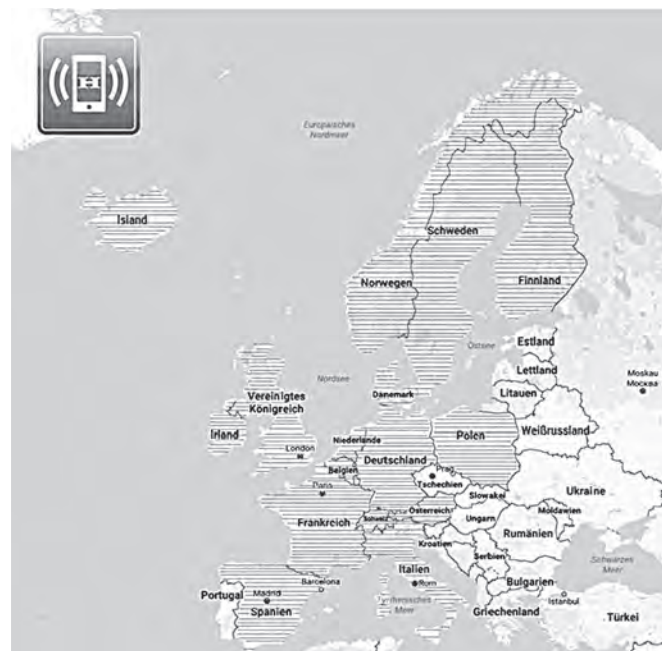 Europäisches
Nordmeer
Island
Schweden
Norwegen
Finnland
Ostsee
Estland
Lettland
Litauen
Moskau
Москва
Nordsee
Dänemark
Vereinigtes
Königreich
Irland
London
Niederlande
Belgien
Deutschland
Polen
Weißrussland
Prag
Tschechien
Ukraine
Paris
Slowakei
Moldawien
Österreich
Schweiz
Ungarn
Frankreich
Rumänien
Kroatien
Serbien
Schwarzes
Meer
Italien
Rom
Bulgarien
Barcelona
Istanbul
Portugal
Madrid
Spanien
Tyrrhenisches
Meer
Griechenland
Türkei